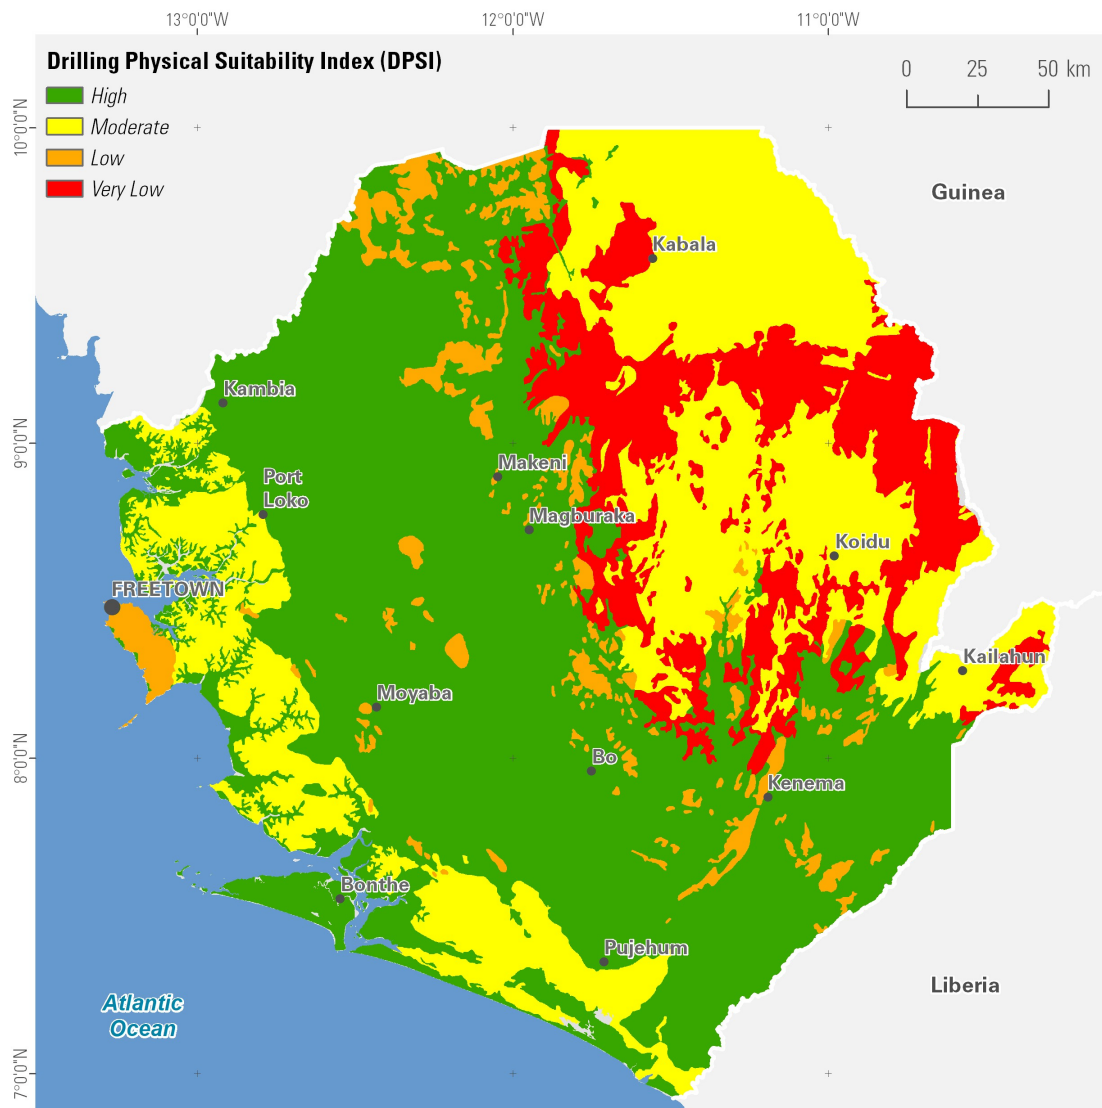 13°0'0"W
12°0'0"W
11°0'0"W
Drilling Physical Suitability Index (DPSI)
High
Moderate
Low
Very Low
0 25 50 km
10°0'0"N
9°0'0"N
8°0'0"N
7°0'0"N
Guinea
Kabala
Kambia
Makeni
Port
Loko
Magburaka
Koidu
FREETOWN
Kailahun
Moyaba
Bo
Kenema
Bonthe
Pujehum
Liberia
Atlantic
Ocean